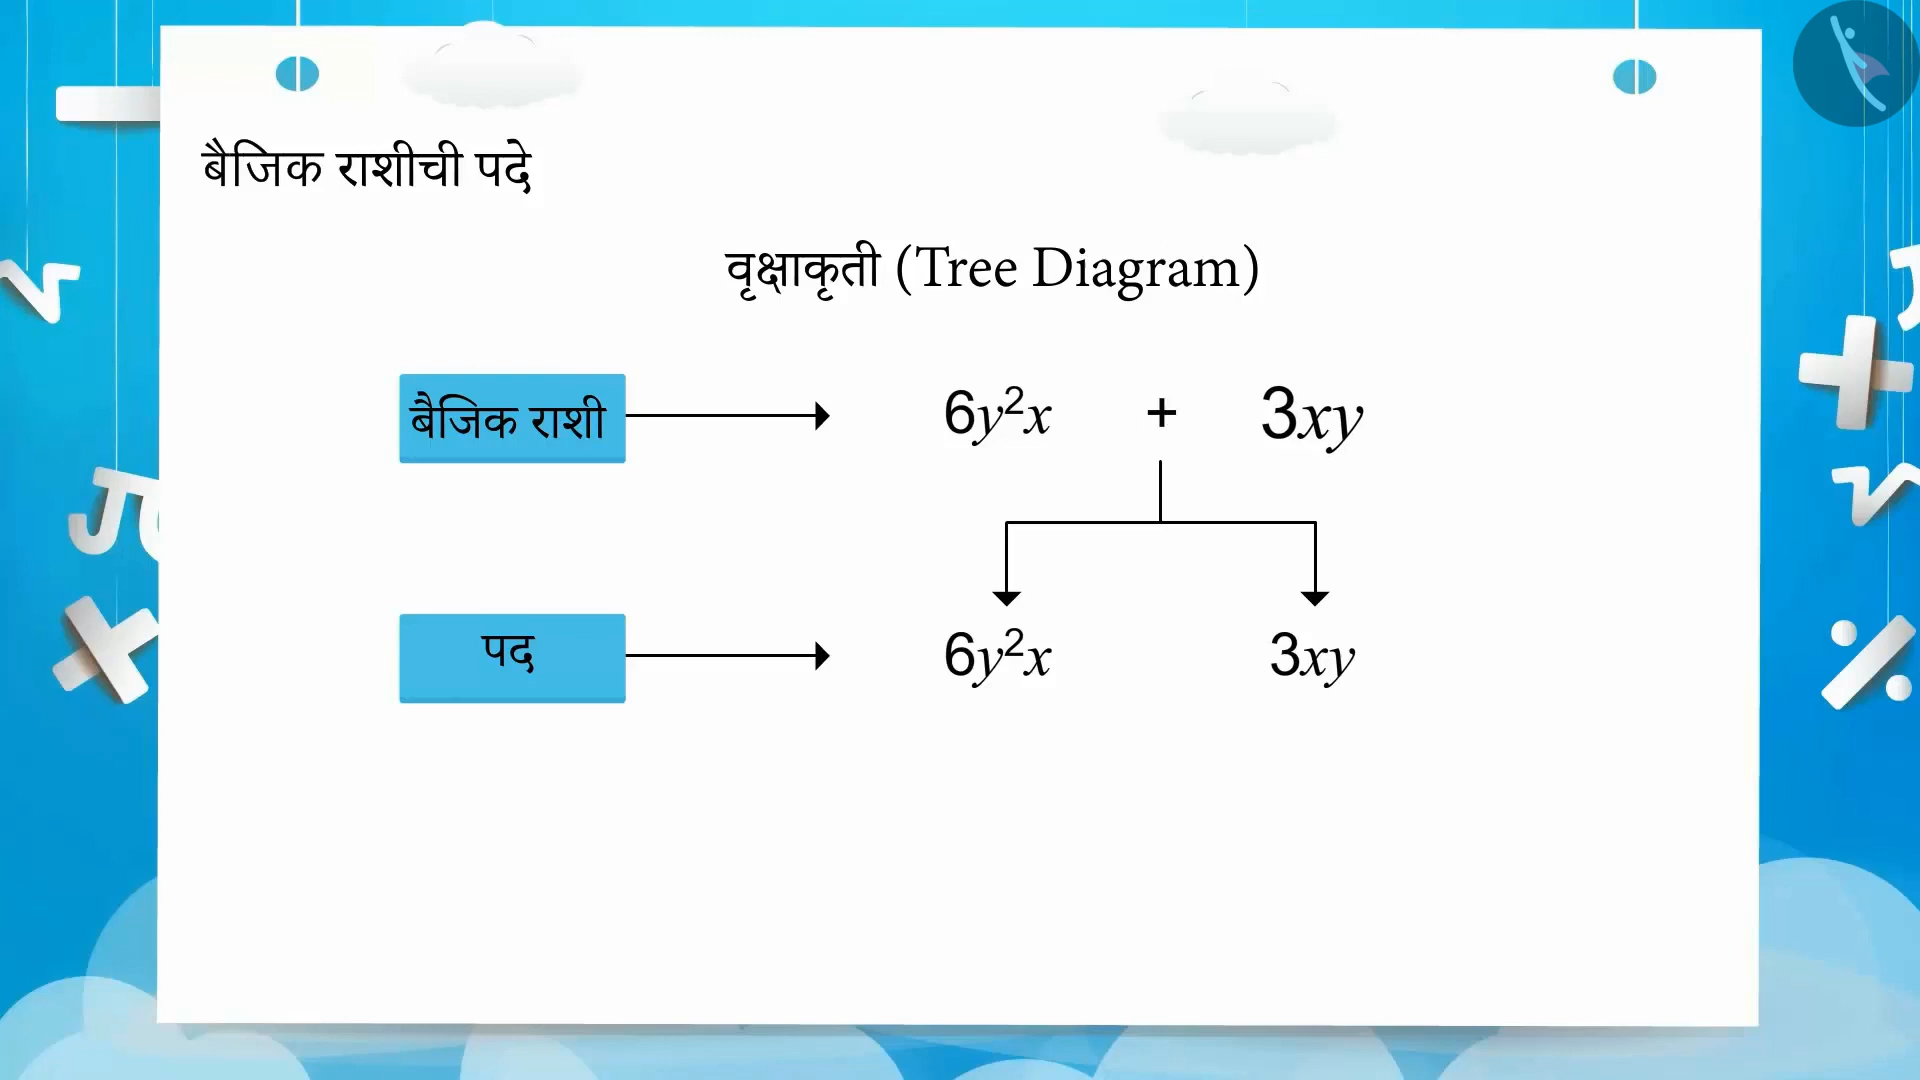 बैजिक राशीची पदे
वृक्षाकृती (Tree Diagram)
बैजिक राशी 6y²x + 3xy
पद 6y²x 3xy